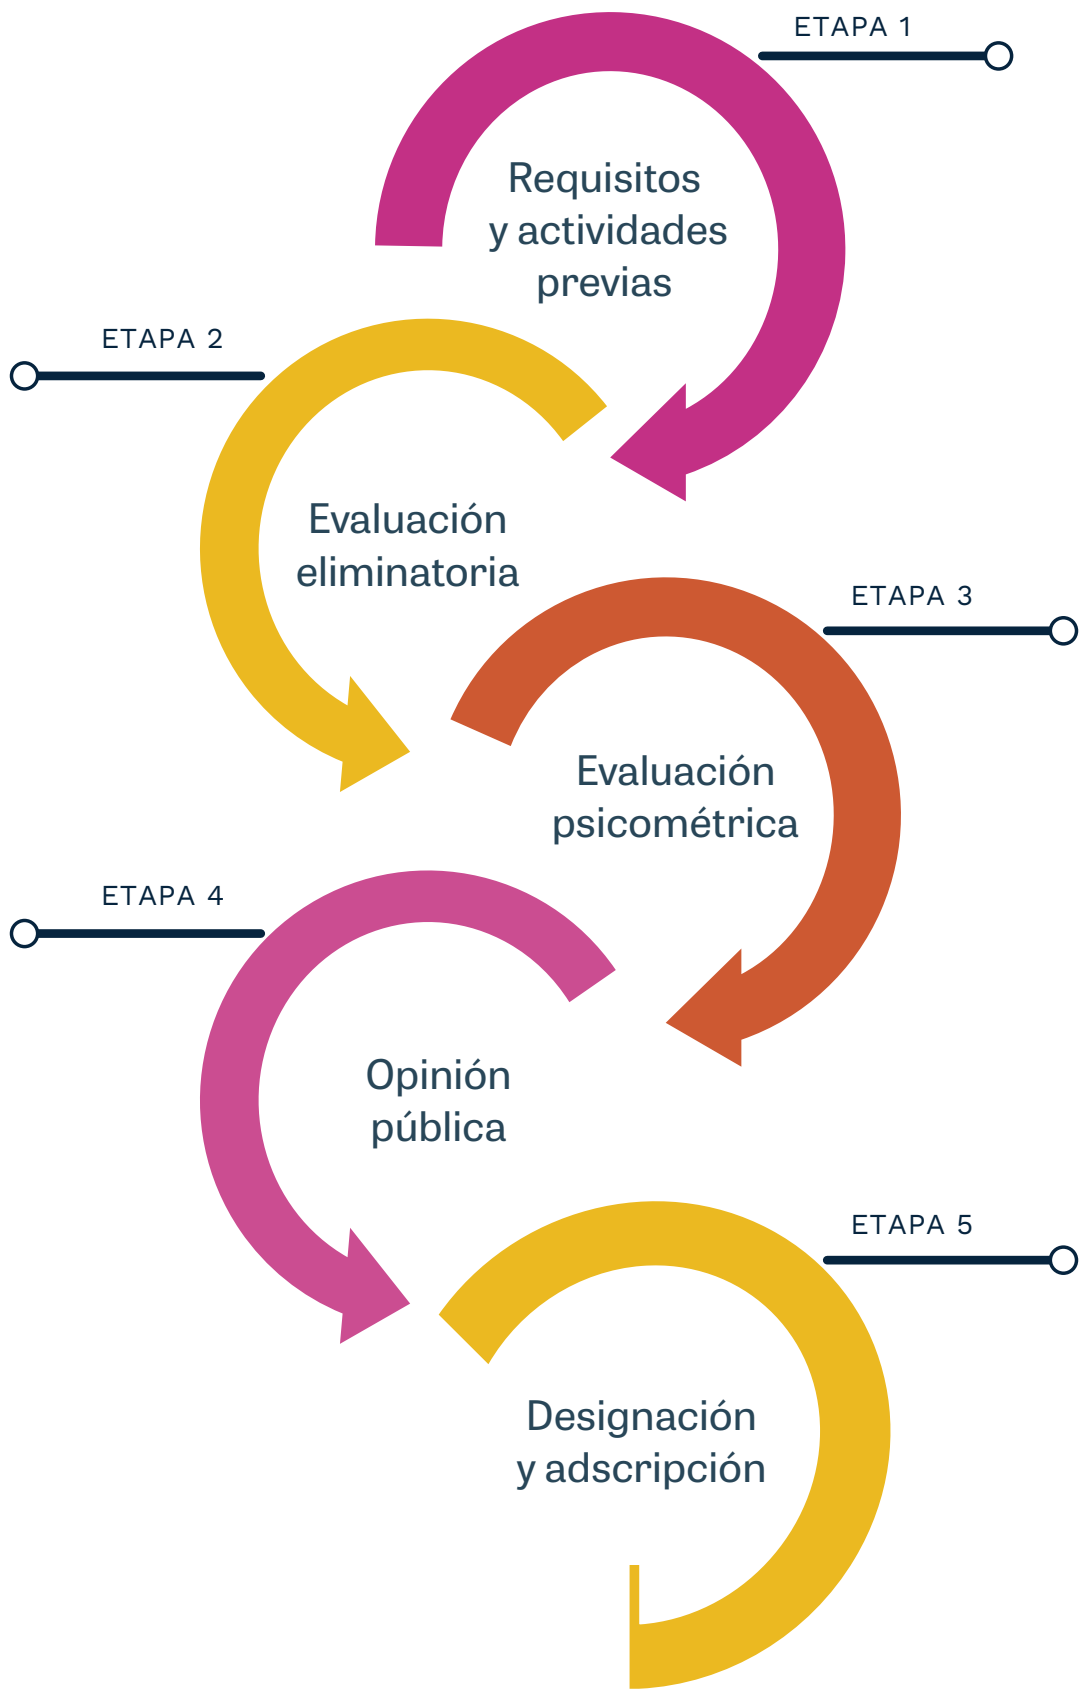 ETAPA 1
Requisitos
y actividades
previas
ETAPA 2
Evaluación
eliminatoria
ETAPA 3
Evaluación
psicométrica
ETAPA 4
Opinión
pública
ETAPA 5
Designación
y adscripción